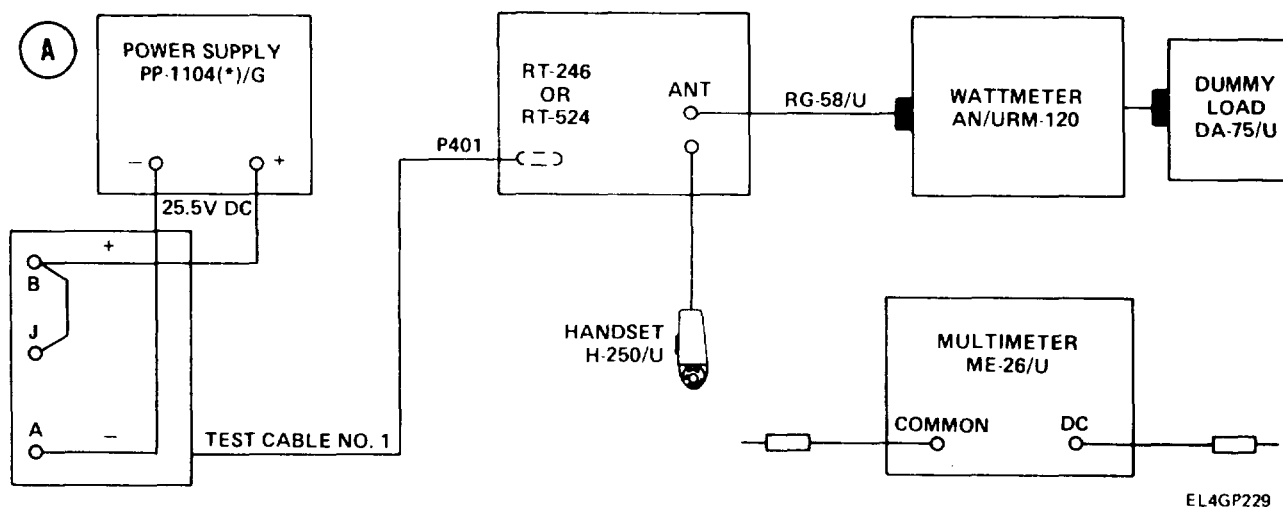 A
POWER SUPPLY
PP-1104(*)/G
− +
25.5V DC
+
B
J
A
−
TEST CABLE NO. 1
P401
RT-246
OR
RT-524
ANT
RG-58/U
WATTMETER
AN/URM-120
DUMMY
LOAD
DA-75/U
HANDSET
H-250/U
MULTIMETER
ME-26/U
COMMON DC
EL4GP229